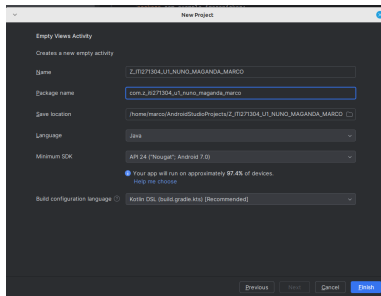 New Project
Empty Views Activity
Creates a new empty activity
Name Z_ITI271304_U1_NUNO_MAGANDA_MARCO
Package name com.z_iti271304_u1_nuno_maganda_marco
Save location /home/marco/AndroidStudioProjects/Z_ITI271304_U1_NUNO_MAGANDA_MARCO
Language Java
Minimum SDK API 24 ("Nougat"; Android 7.0)
Your app will run on approximately 97.4% of devices.
Help me choose
Build configuration language Kotlin DSL (build.gradle.kts) [Recommended]
Previous Next Cancel Finish